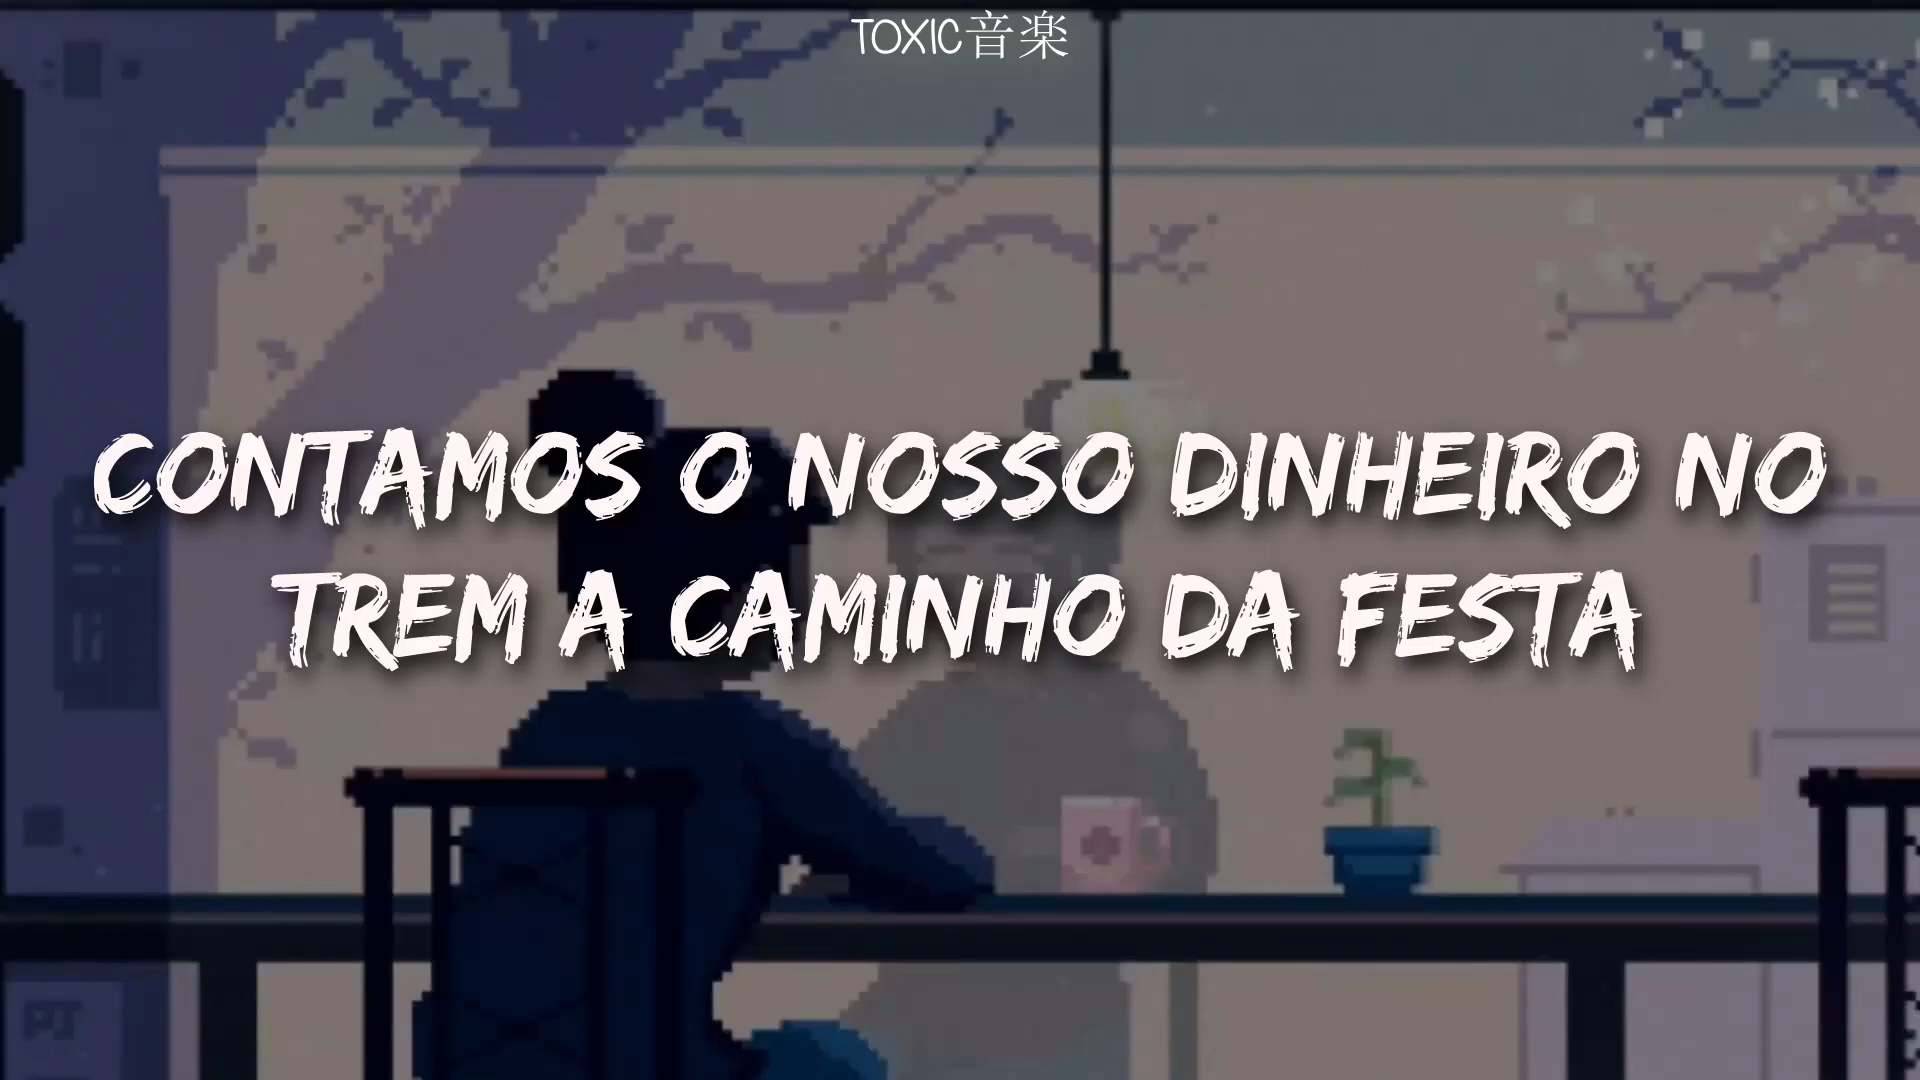 TOXIC音楽
CONTAMOS O NOSSO DINHEIRO NO
TREM A CAMINHO DA FESTA